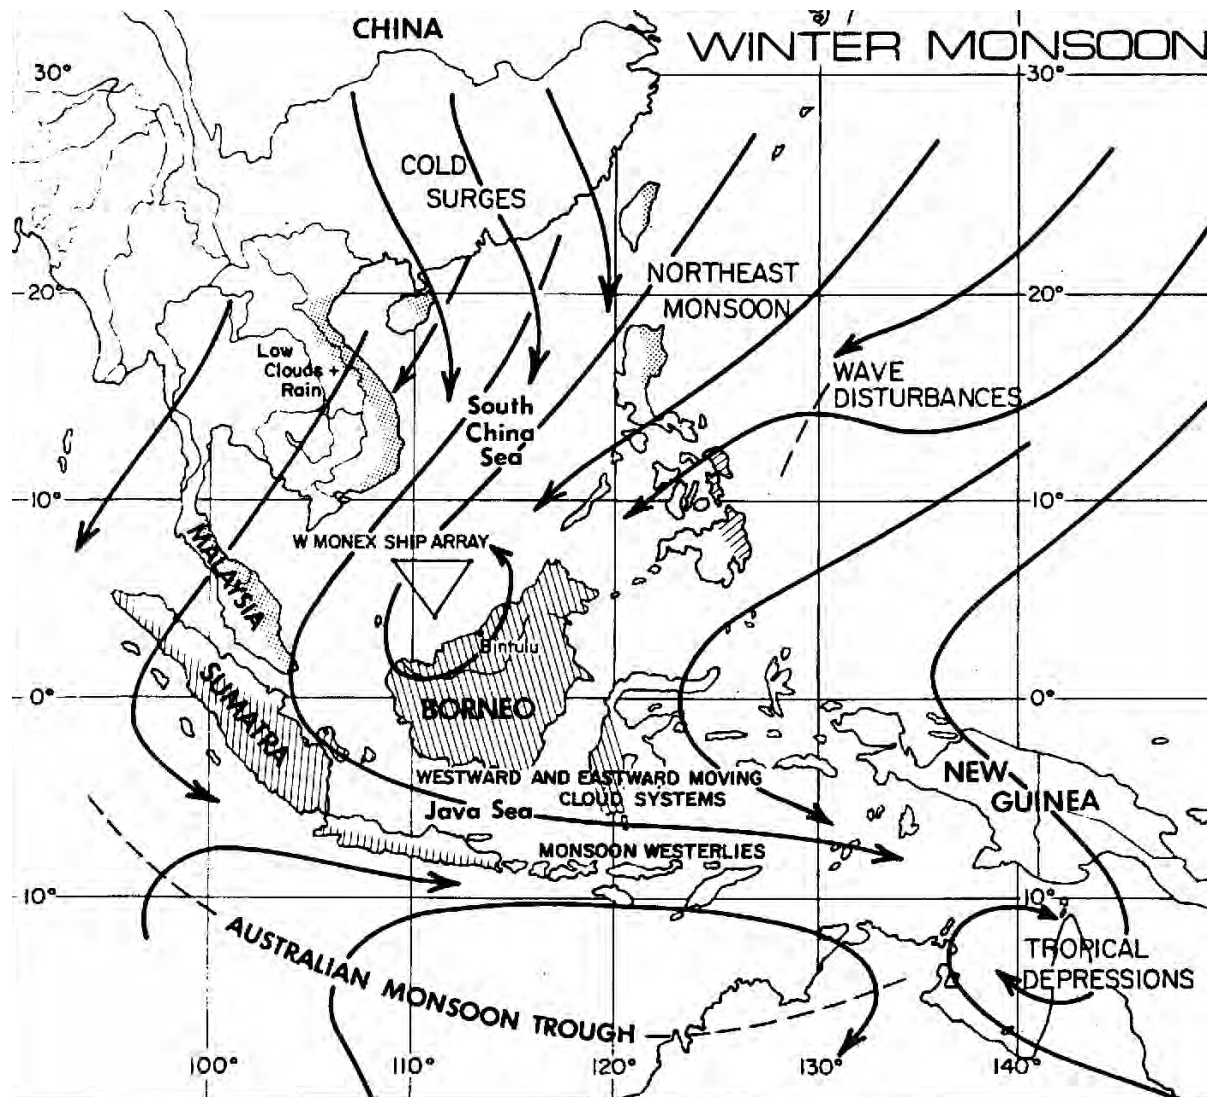 CHINA
WINTER MONSOON
30°
30°
COLD
SURGES
NORTHEAST
MONSOON
20°
20°
Low
Clouds +
Rain
WAVE
DISTURBANCES
South
China
Sea
10°
10°
W MONEX SHIP ARRAY
MALAYSIA
Bintulu
SUMATRA
BORNEO
0°
0°
WESTWARD AND EASTWARD MOVING
CLOUD SYSTEMS
NEW
GUINEA
Java Sea
MONSOON WESTERLIES
10°
10°
AUSTRALIAN MONSOON TROUGH
TROPICAL
DEPRESSIONS
100°
110°
120°
130°
140°